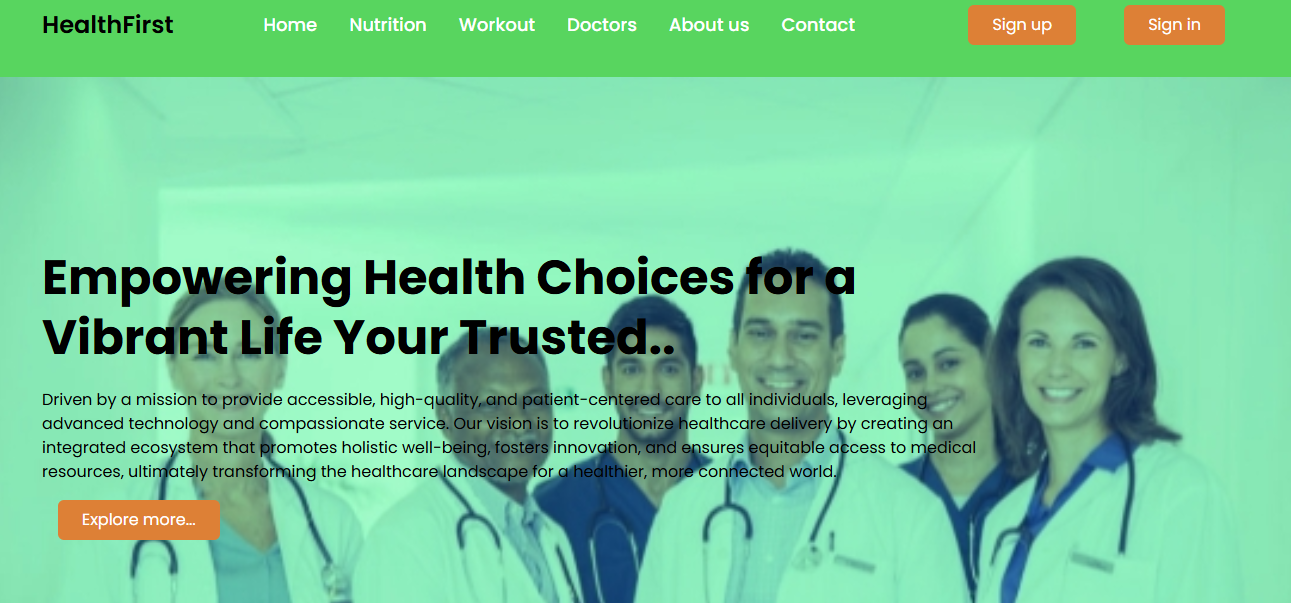 HealthFirst Home Nutrition Workout Doctors About us Contact Sign up Sign in
Empowering Health Choices for a
Vibrant Life Your Trusted..
Driven by a mission to provide accessible, high-quality, and patient-centered care to all individuals, leveraging
advanced technology and compassionate service. Our vision is to revolutionize healthcare delivery by creating an
integrated ecosystem that promotes holistic well-being, fosters innovation, and ensures equitable access to medical
resources, ultimately transforming the healthcare landscape for a healthier, more connected world.
Explore more...